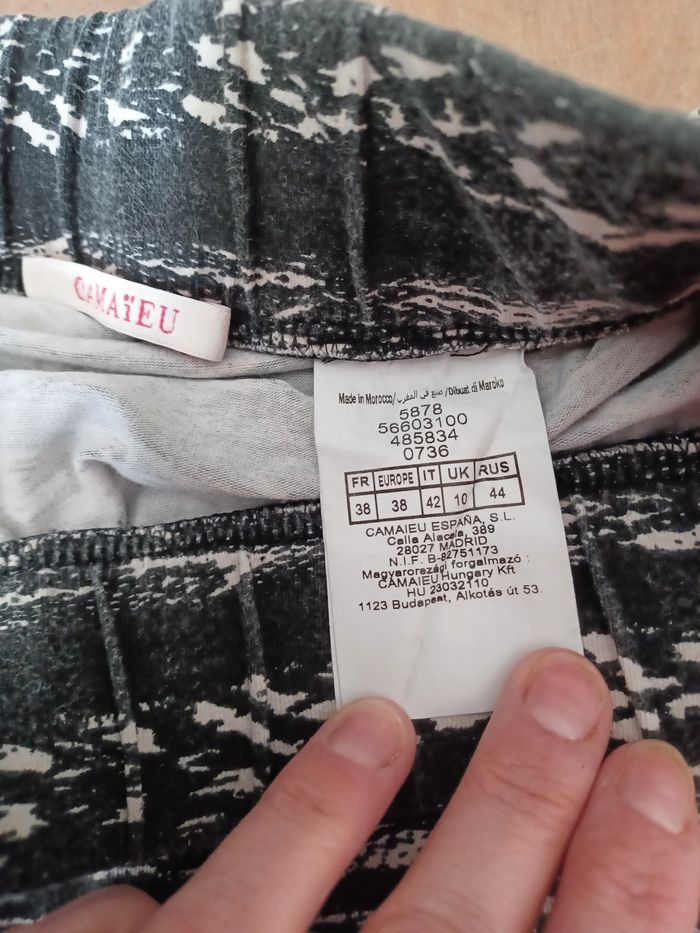 CAMAÏEU
Made in Morocco/ صنع في المغرب /Dibuat di Maroko
5878
56603100
485834
0736
FR EUROPE IT UK RUS
38 38 42 10 44
CAMAIEU ESPAÑA, S.L.
Calla Alacala, 389
28027 MADRID
N.I.F. B-82751173
Magyarországi forgalmazó :
CAMAIEU Hungary Kft
HU 23032110
1123 Budapest, Alkotás út 53.